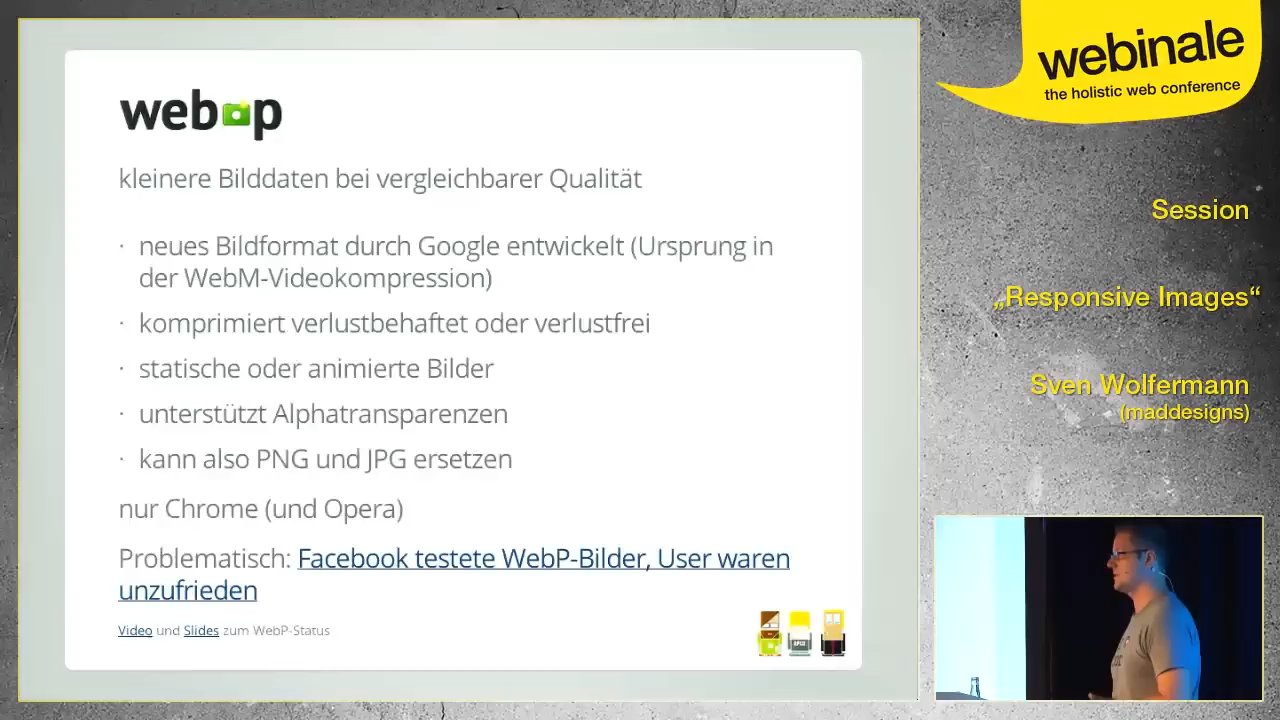 webp
kleinere Bilddaten bei vergleichbarer Qualität
· neues Bildformat durch Google entwickelt (Ursprung in
der WebM-Videokompression)
· komprimiert verlustbehaftet oder verlustfrei
· statische oder animierte Bilder
· unterstützt Alphatransparenzen
· kann also PNG und JPG ersetzen
nur Chrome (und Opera)
Problematisch: Facebook testete WebP-Bilder, User waren
unzufrieden
Video und Slides zum WebP-Status
webinale
the holistic web conference
Session
„Responsive Images“
Sven Wolfermann
(maddesigns)